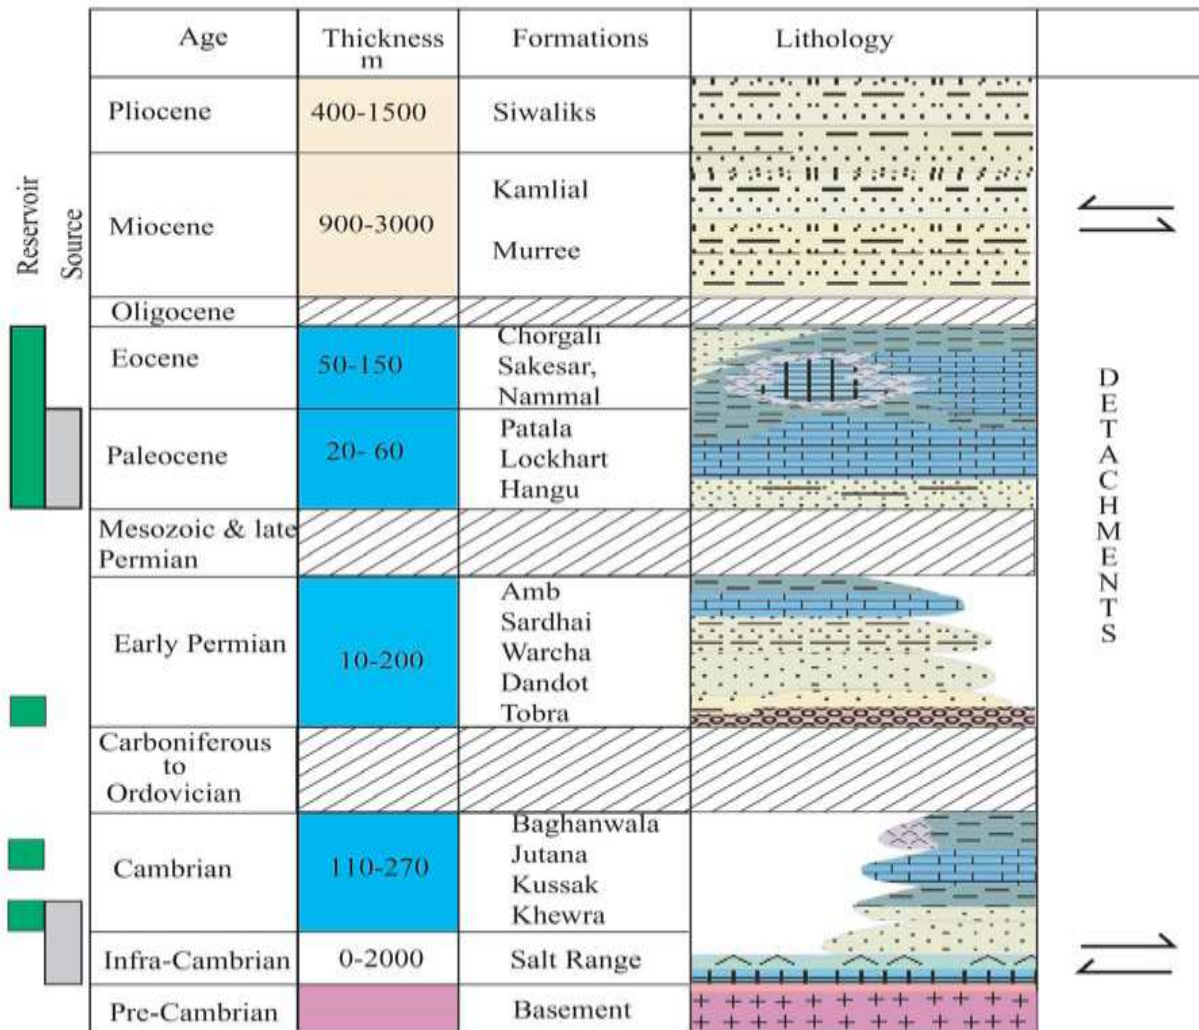 Age
Thickness
m
Formations
Lithology
Reservoir
Source
Pliocene
400-1500
Siwaliks
Miocene
900-3000
Kamlial
Murree
Oligocene
Eocene
50-150
Chorgali
Sakesar,
Nammal
Paleocene
20- 60
Patala
Lockhart
Hangu
Mesozoic & late
Permian
Early Permian
10-200
Amb
Sardhai
Warcha
Dandot
Tobra
Carboniferous
to
Ordovician
Cambrian
110-270
Baghanwala
Jutana
Kussak
Khewra
Infra-Cambrian
0-2000
Salt Range
Pre-Cambrian
Basement
DETACHMENTS